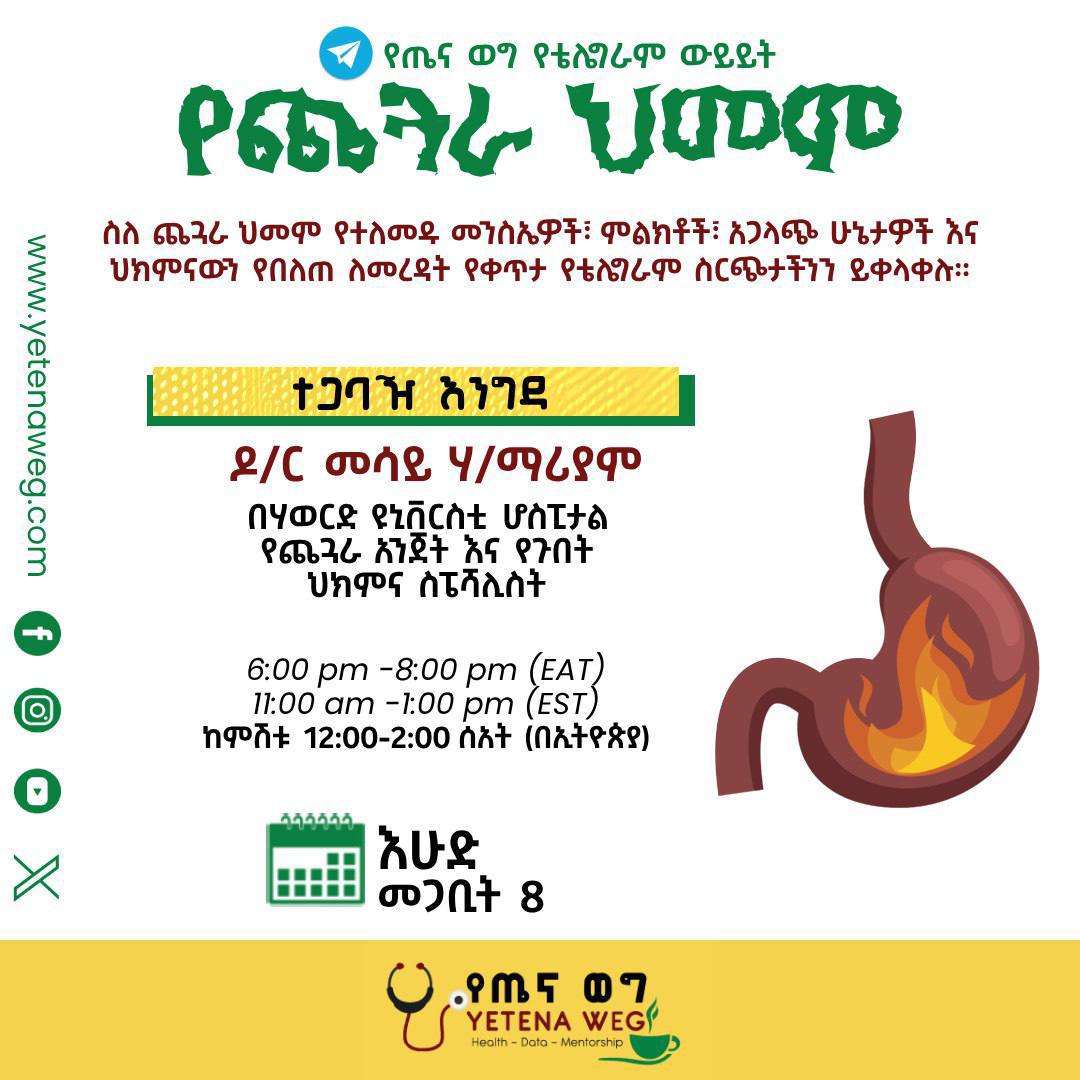 የጤና ወግ የቴሌግራም ውይይት
የጨጓራ ህመም
ስለ ጨጓራ ህመም የተለመዱ መንስኤዎች፣ ምልክቶች፣ አጋላጭ ሁኔታዎች እና
ህክምናውን የበለጠ ለመረዳት የቀጥታ የቴሌግራም ስርጭታችንን ይቀላቀሉ።
www.yetenaweg.com
ተጋባዥ እንግዳ
ዶ/ር መሳይ ሃ/ማሪያም
በሃወርድ ዩኒቨርስቲ ሆስፒታል
የጨጓራ አንጀት እና የጉበት
ህክምና ስፔሻሊስት
6:00 pm -8:00 pm (EAT)
11:00 am -1:00 pm (EST)
ከምሽቱ 12:00-2:00 ሰአት (በኢትዮጵያ)
እሁድ
መጋቢት 8
የጤና ወግ
YETENA WEG
Health - Data - Mentorship